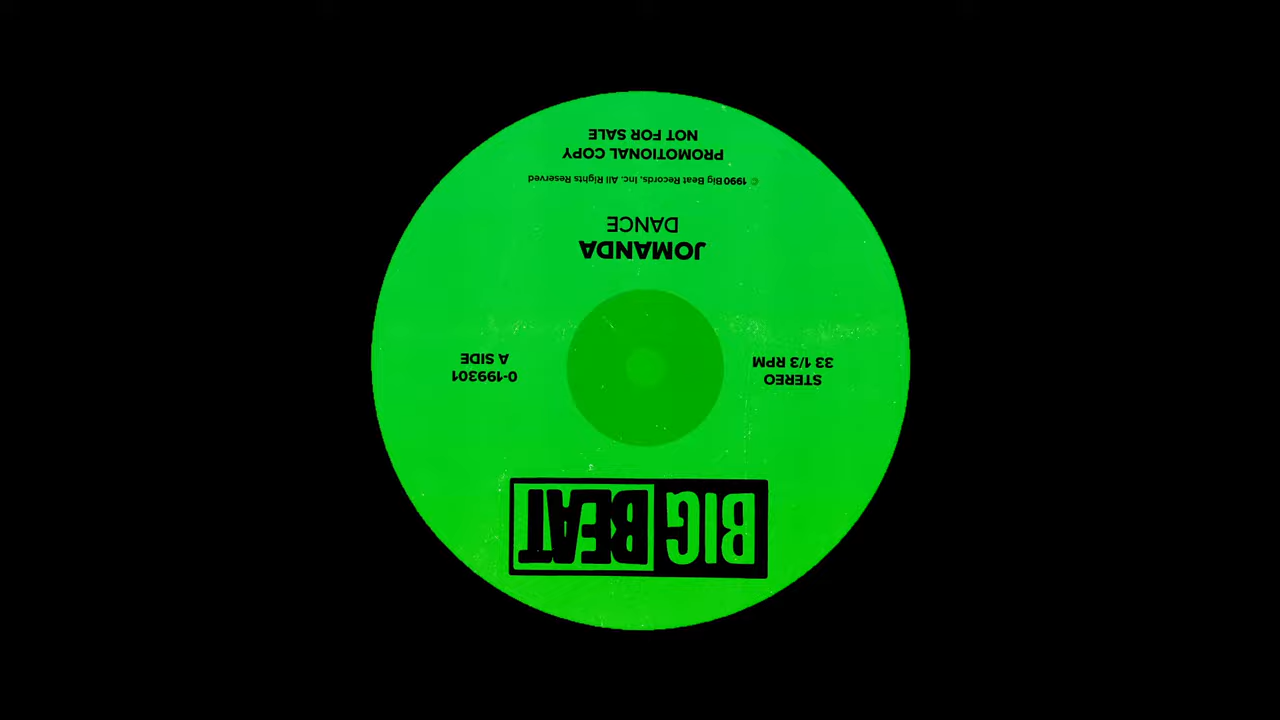 BIG BEAT
STEREO
33 1/3 RPM
0-199301
A SIDE
JOMANDA
DANCE
© 1990 Big Beat Records, Inc. All Rights Reserved
PROMOTIONAL COPY
NOT FOR SALE